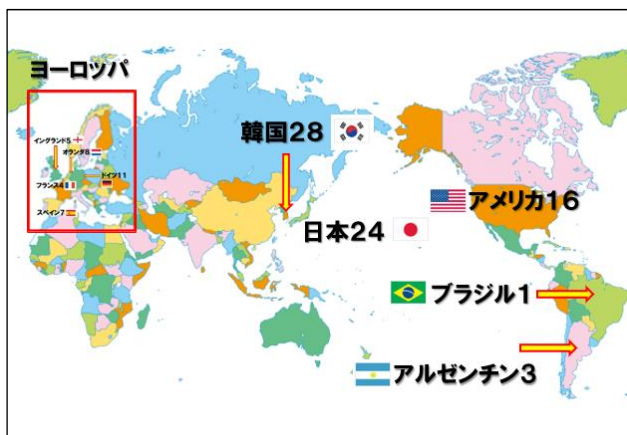 ヨーロッパ
イングランド5
オランダ8
ドイツ11
フランス4
スペイン7
韓国28
日本24
アメリカ16
ブラジル1
アルゼンチン3